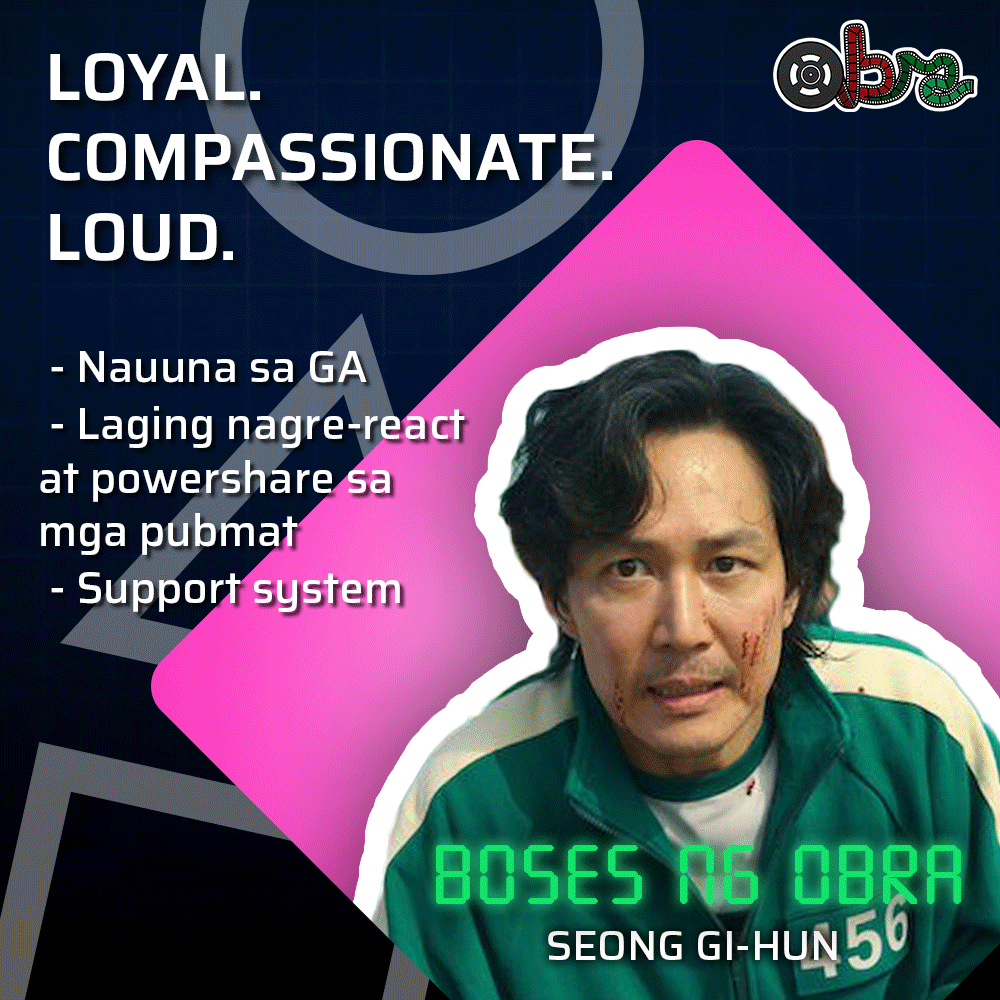 obra
LOYAL.
COMPASSIONATE.
LOUD.
- Nauuna sa GA
- Laging nagre-react
at powershare sa
mga pubmat
- Support system
BOSES NG OBRA
456
SEONG GI-HUN